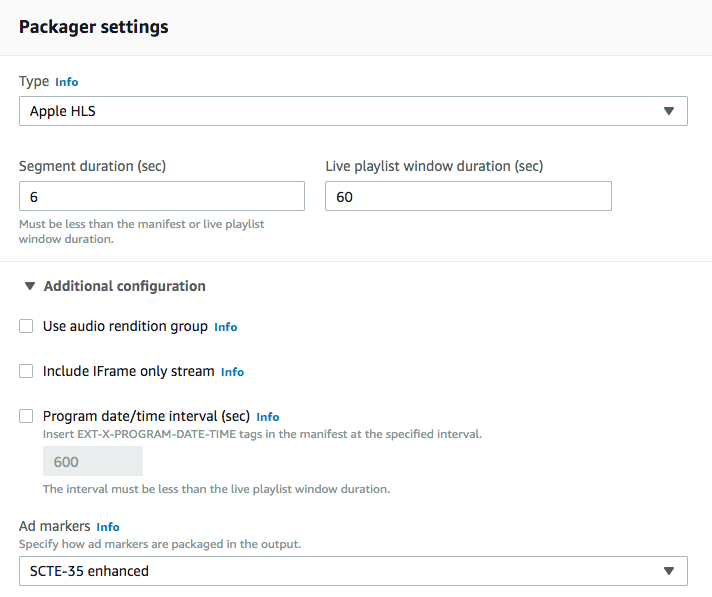 Packager settings
Type Info
Apple HLS
Segment duration (sec) Live playlist window duration (sec)
6 60
Must be less than the manifest or live playlist
window duration.
Additional configuration
Use audio rendition group Info
Include IFrame only stream Info
Program date/time interval (sec) Info
Insert EXT-X-PROGRAM-DATE-TIME tags in the manifest at the specified interval.
600
The interval must be less than the live playlist window duration.
Ad markers Info
Specify how ad markers are packaged in the output.
SCTE-35 enhanced